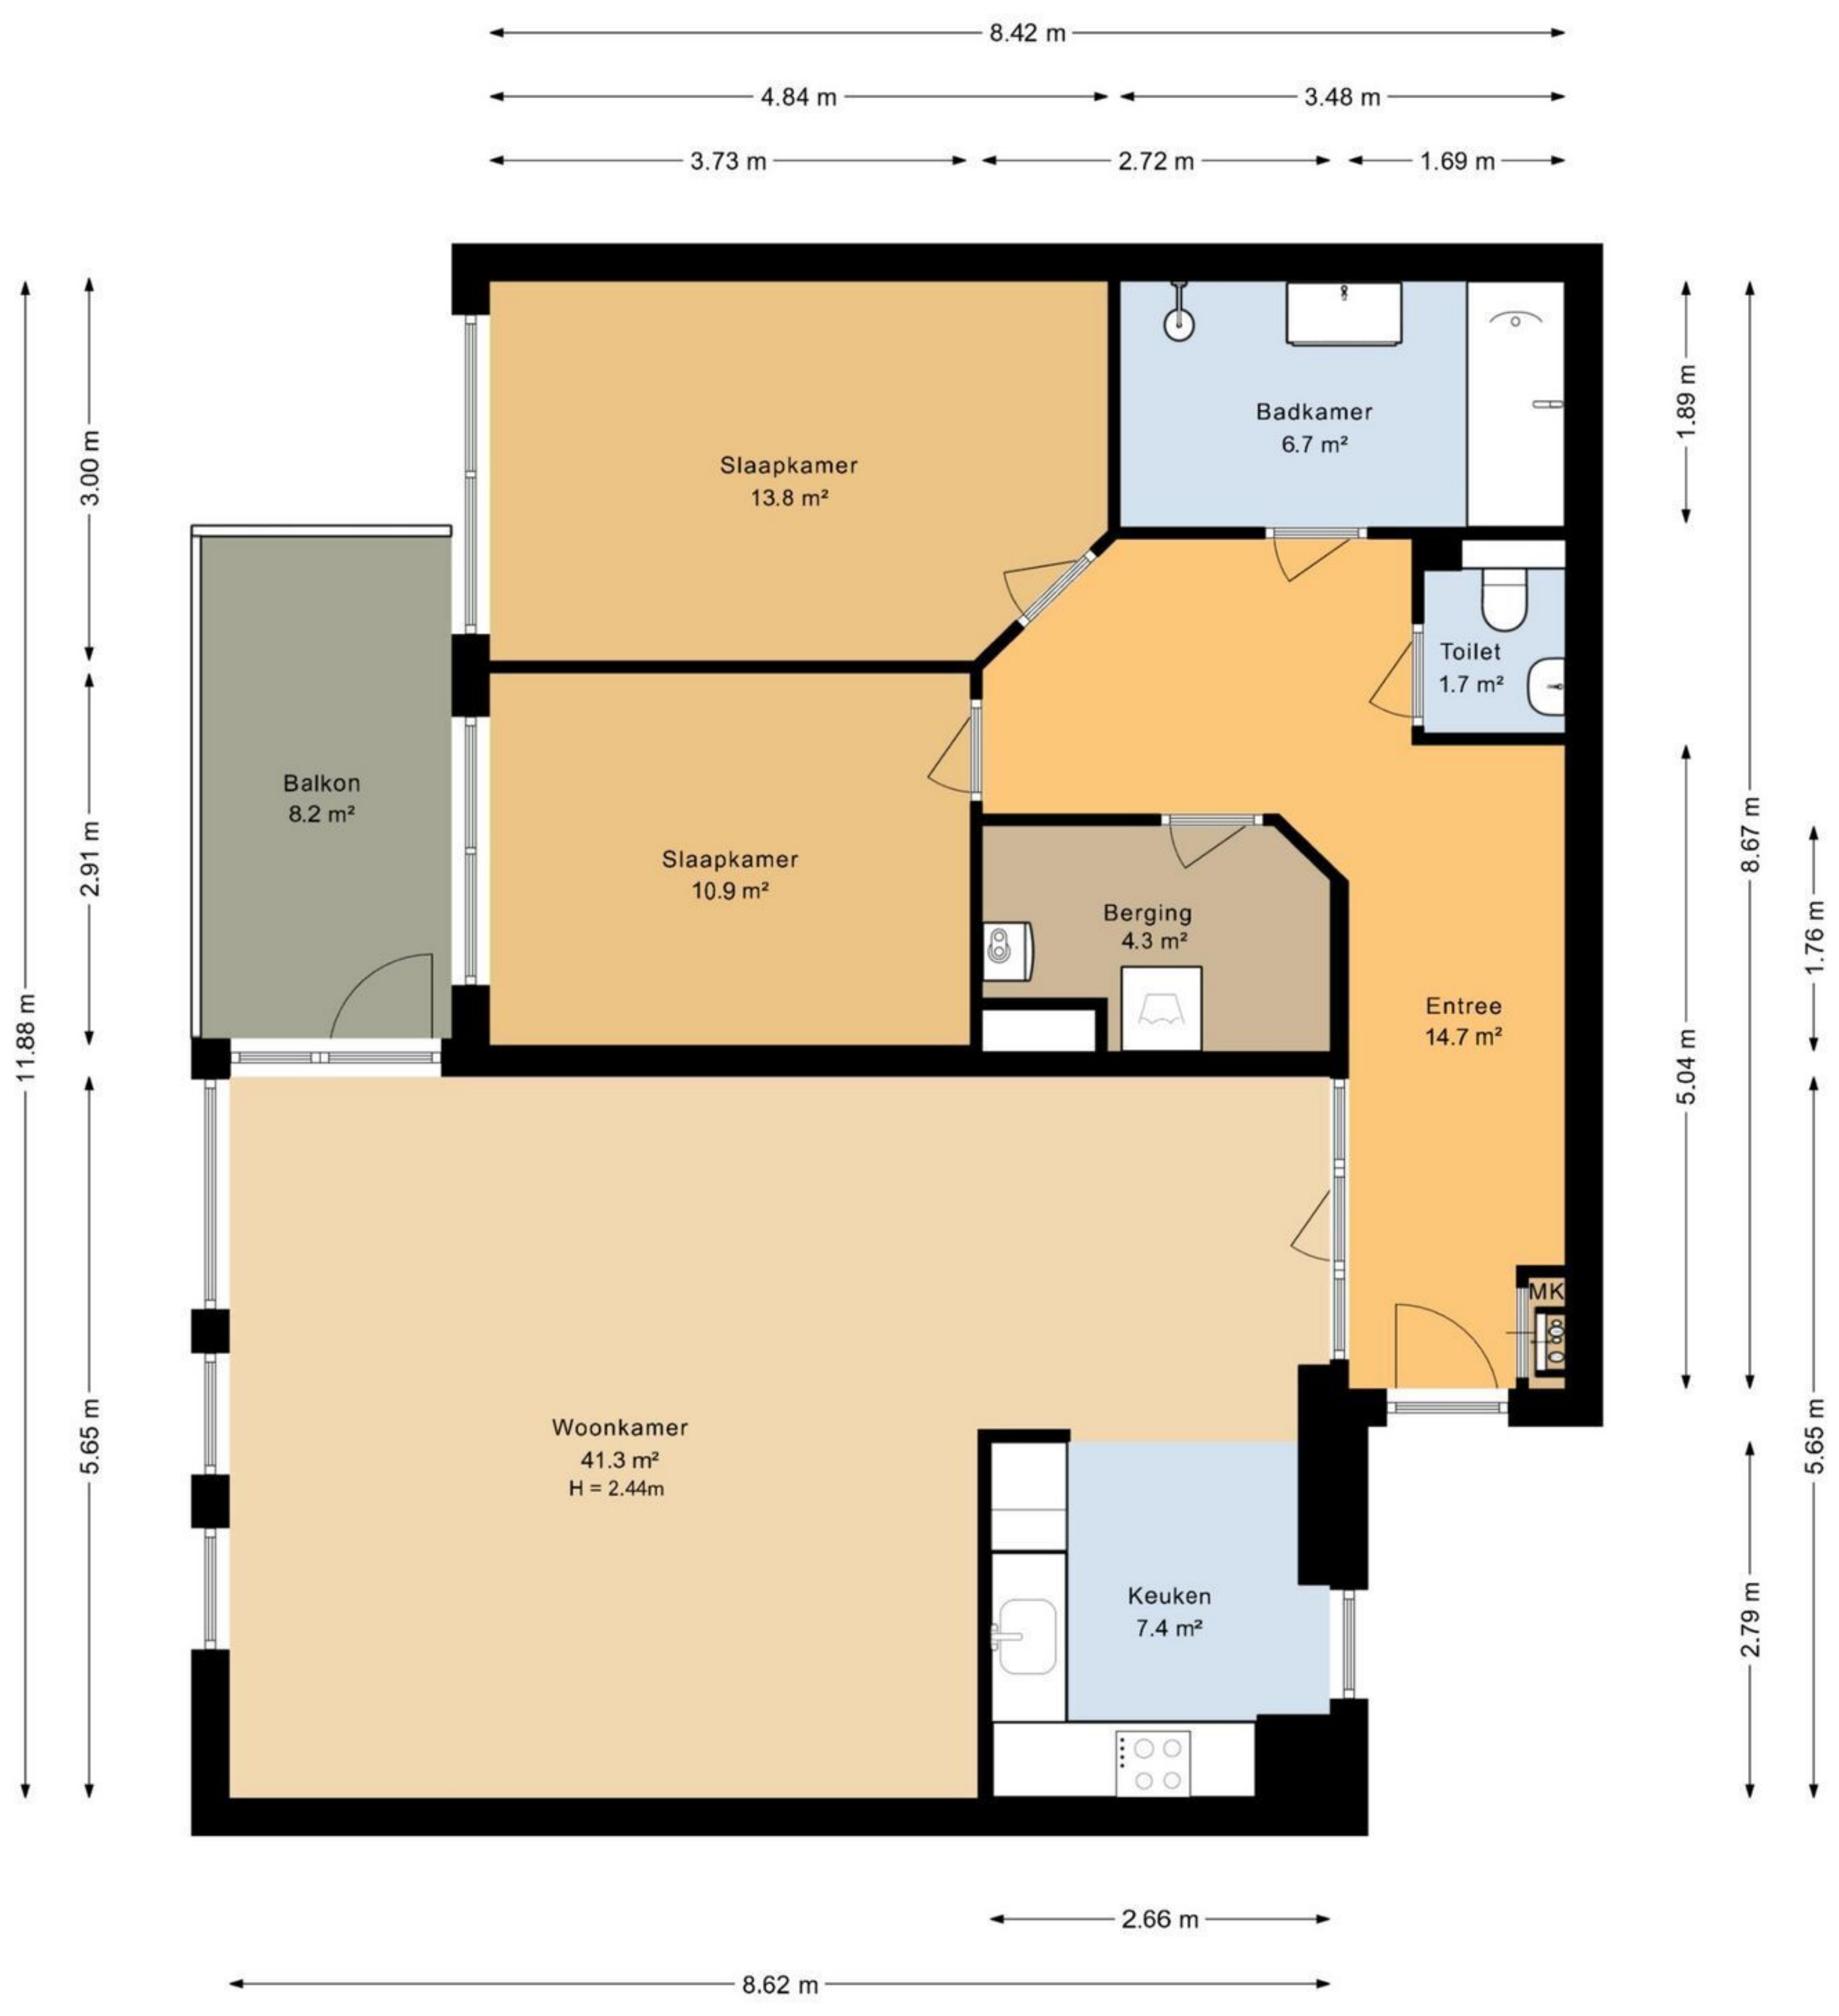 8.42 m
4.84 m
3.48 m
3.73 m
2.72 m
1.69 m
11.88 m
3.00 m
2.91 m
5.65 m
1.89 m
8.67 m
5.04 m
1.76 m
5.65 m
2.79 m
Slaapkamer
13.8 m²
Badkamer
6.7 m²
Toilet
1.7 m²
Balkon
8.2 m²
Slaapkamer
10.9 m²
Berging
4.3 m²
Entree
14.7 m²
MK
Woonkamer
41.3 m²
H = 2.44m
Keuken
7.4 m²
2.66 m
8.62 m